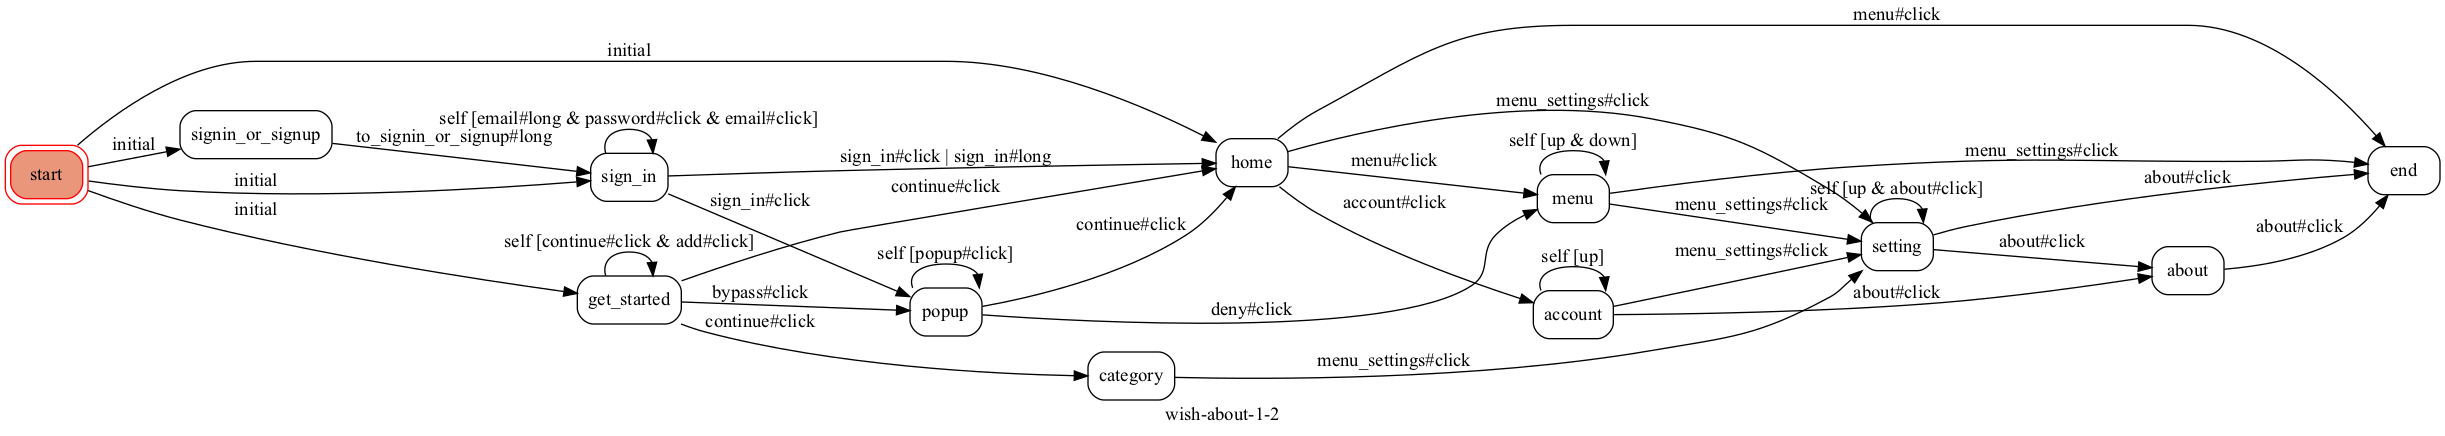 menu#click
initial
menu_settings#click
self [email#long & password#click & email#click]
signin_or_signup
to_signin_or_signup#long
initial
self [up & down]
menu_settings#click
sign_in#click | sign_in#long
home
menu#click
start
initial
sign_in
continue#click
self [up & about#click]
about#click
end
menu
sign_in#click
account#click
menu_settings#click
initial
continue#click
about#click
self [continue#click & add#click]
self [popup#click]
self [up]
menu_settings#click
setting
about#click
about
get_started
bypass#click
popup
deny#click
account
about#click
continue#click
menu_settings#click
category
wish-about-1-2